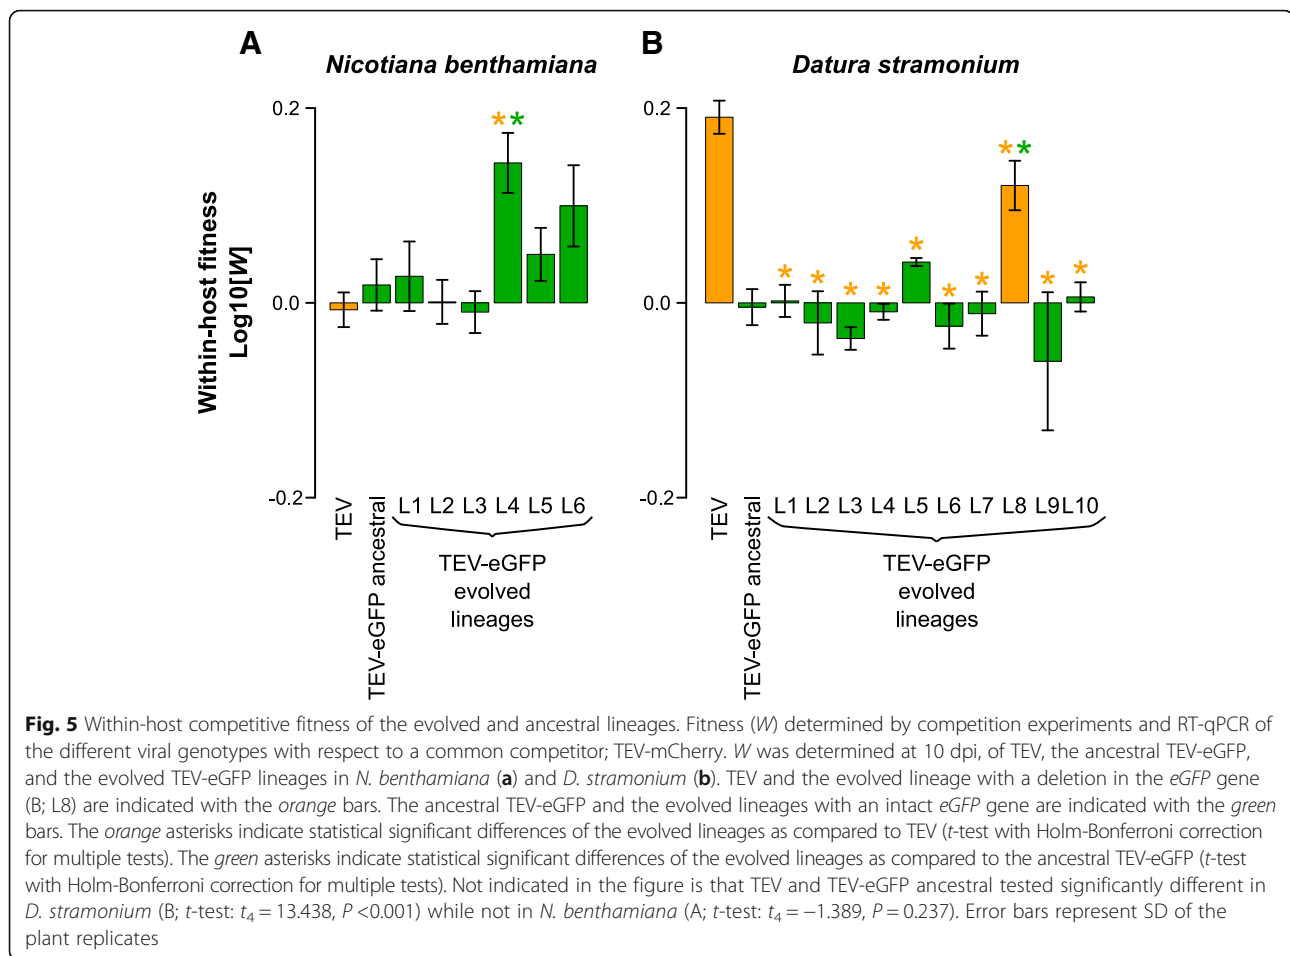 A
B
Nicotiana benthamiana
Datura stramonium
Within-host fitness
Log10[W]
0.2
0.0
-0.2
* *
TEV
TEV-eGFP ancestral
L1 L2 L3 L4 L5 L6
TEV-eGFP
evolved
lineages
0.2
0.0
-0.2
* * * * * * * * * * *
TEV
TEV-eGFP ancestral
L1 L2 L3 L4 L5 L6 L7 L8 L9 L10
TEV-eGFP
evolved
lineages
Fig. 5 Within-host competitive fitness of the evolved and ancestral lineages. Fitness (W) determined by competition experiments and RT-qPCR of
the different viral genotypes with respect to a common competitor; TEV-mCherry. W was determined at 10 dpi, of TEV, the ancestral TEV-eGFP,
and the evolved TEV-eGFP lineages in N. benthamiana (a) and D. stramonium (b). TEV and the evolved lineage with a deletion in the eGFP gene
(B; L8) are indicated with the orange bars. The ancestral TEV-eGFP and the evolved lineages with an intact eGFP gene are indicated with the green
bars. The orange asterisks indicate statistical significant differences of the evolved lineages as compared to TEV (t-test with Holm-Bonferroni correction
for multiple tests). The green asterisks indicate statistical significant differences of the evolved lineages as compared to the ancestral TEV-eGFP (t-test
with Holm-Bonferroni correction for multiple tests). Not indicated in the figure is that TEV and TEV-eGFP ancestral tested significantly different in
D. stramonium (B; t-test: t₄ = 13.438, P <0.001) while not in N. benthamiana (A; t-test: t₄ = −1.389, P = 0.237). Error bars represent SD of the
plant replicates